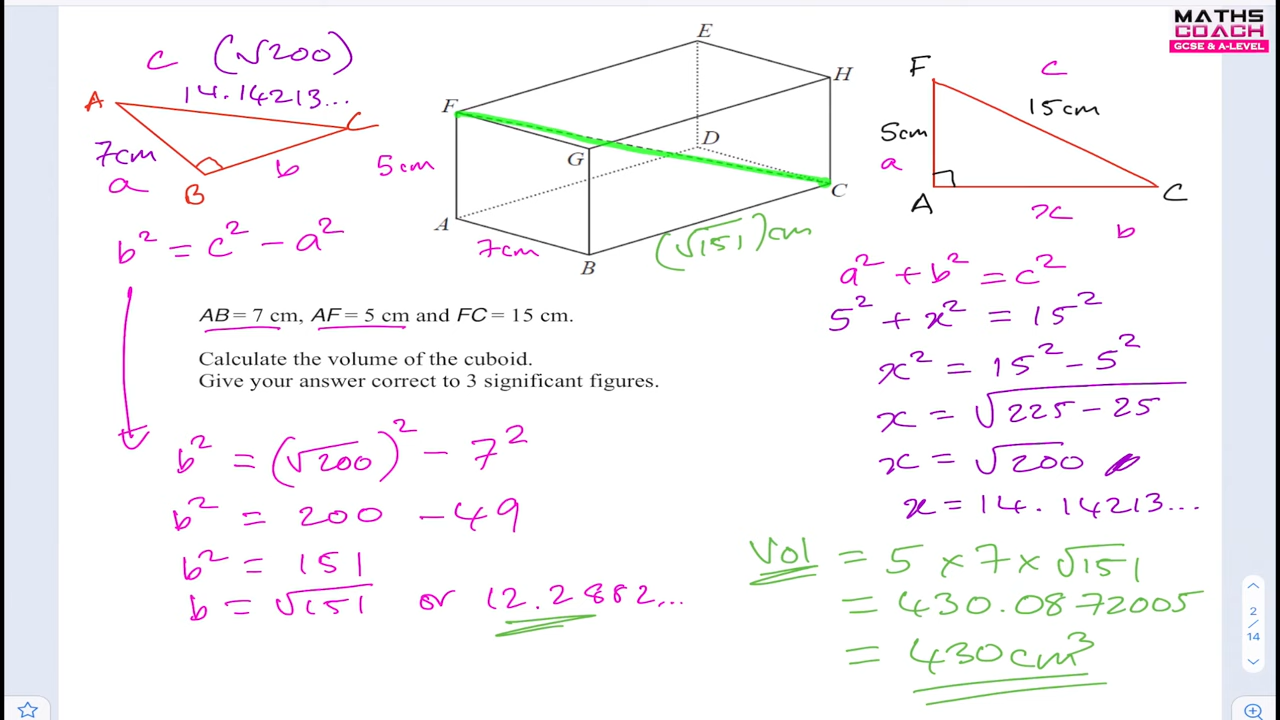 MATHS
COACH
GCSE & A-LEVEL
c (√200)
14.14213...
A
C
7cm
a
B
b
b² = c² - a²
E
H
F
G
D
5cm
A
C
7cm
(√151)cm
B
F
c
15cm
5cm
a
A
C
x
b
AB = 7 cm, AF = 5 cm and FC = 15 cm.
Calculate the volume of the cuboid.
Give your answer correct to 3 significant figures.
b² = (√200)² - 7²
b² = 200 - 49
b² = 151
b = √151 or 12.2882...
a² + b² = c²
5² + x² = 15²
x² = 15² - 5²
x = √225 - 25
x = √200
x = 14.14213...
Vol = 5 x 7 x √151
= 430.0872005
= 430cm³
2
/
14